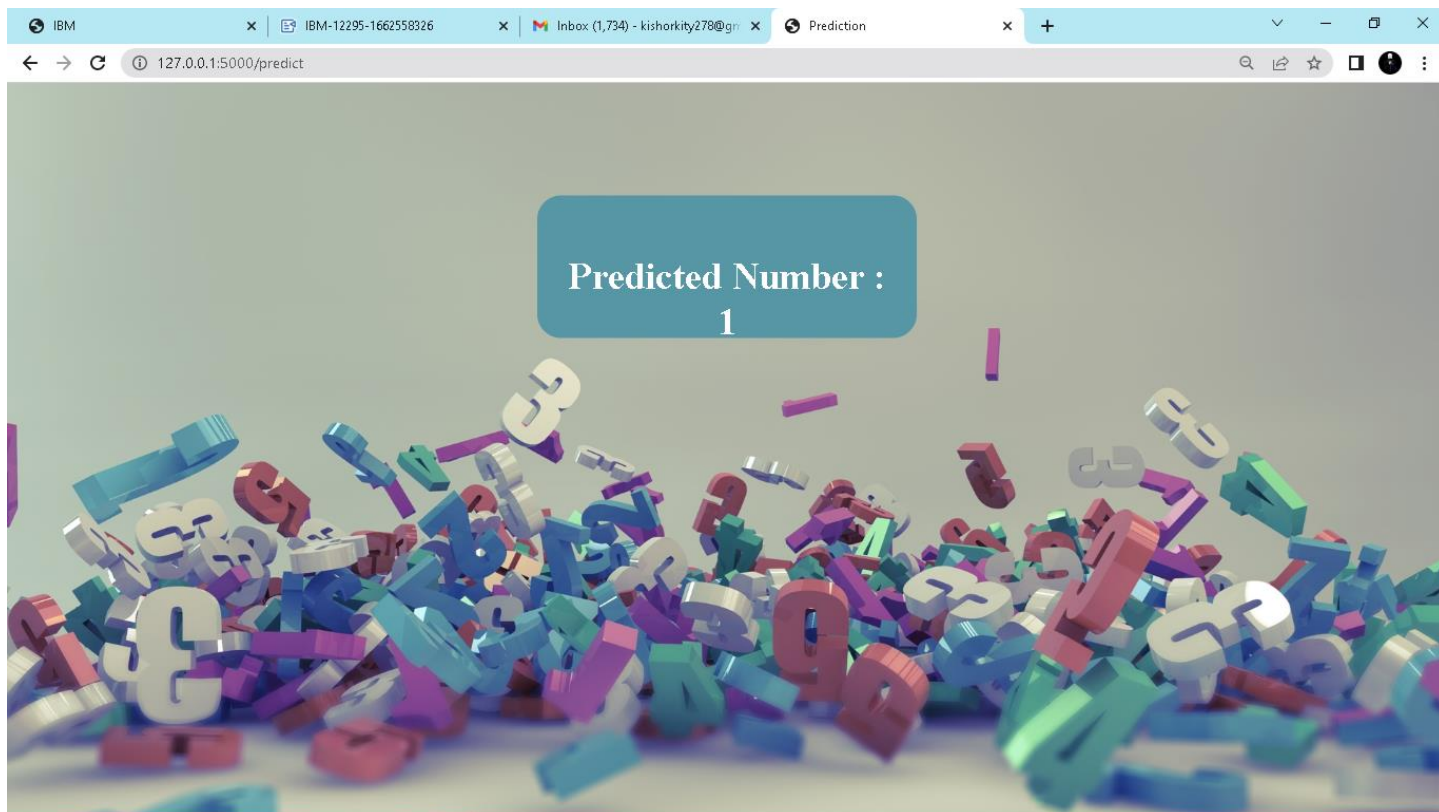 IBM
IBM-12295-1662558326
Inbox (1,734) - kishorkity278@gm
Prediction
127.0.0.1:5000/predict
Predicted Number :
1